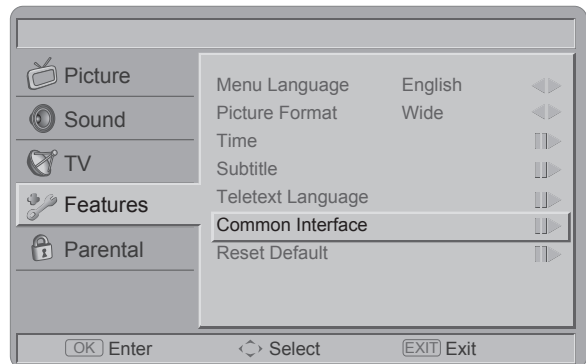 Picture
Sound
TV
Features
Parental
Menu Language English
Picture Format Wide
Time
Subtitle
Teletext Language
Common Interface
Reset Default
OK Enter
Select
EXIT Exit